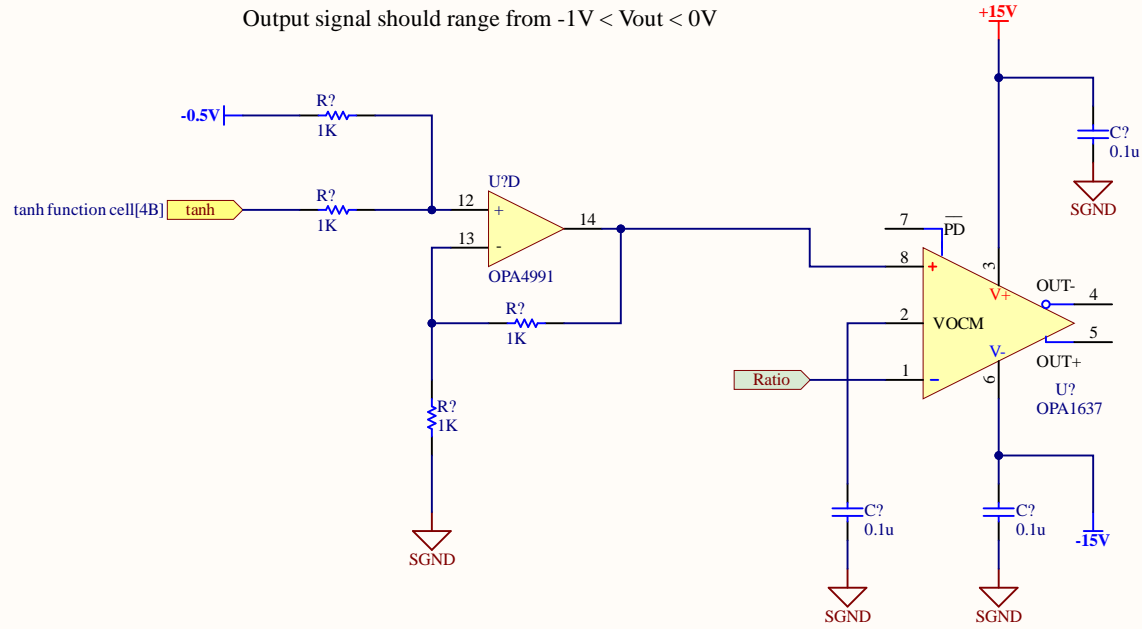 Output signal should range from -1V < Vout < 0V
+15V
-0.5V
R?
1K
C?
0.1u
SGND
tanh function cell[4B]
tanh
R?
1K
U?D
12
+
13
-
14
OPA4991
7
PD
8
+
3
V+
OUT-
4
2
VOCM
5
OUT+
V-
6
1
-
Ratio
U?
OPA1637
R?
1K
R?
1K
SGND
C?
0.1u
SGND
C?
0.1u
SGND
-15V